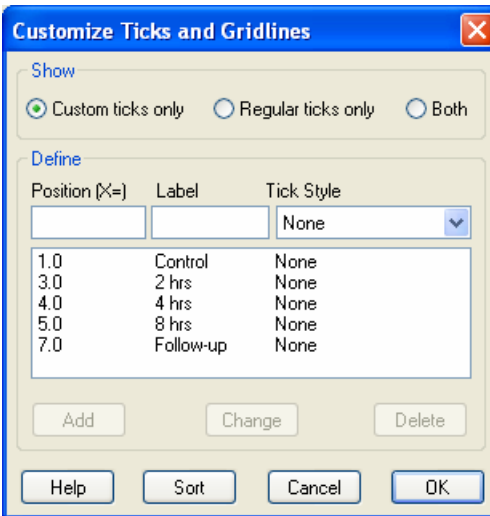 Customize Ticks and Gridlines
Show
Custom ticks only Regular ticks only Both
Define
Position (X=) Label Tick Style
None
1.0 Control None
3.0 2 hrs None
4.0 4 hrs None
5.0 8 hrs None
7.0 Follow-up None
Add Change Delete
Help Sort Cancel OK